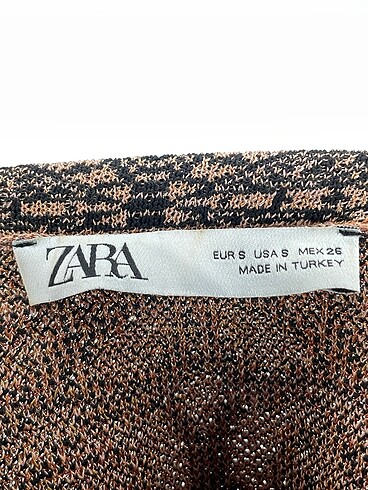 ZARA
EUR S USA S MEX 26
MADE IN TURKEY